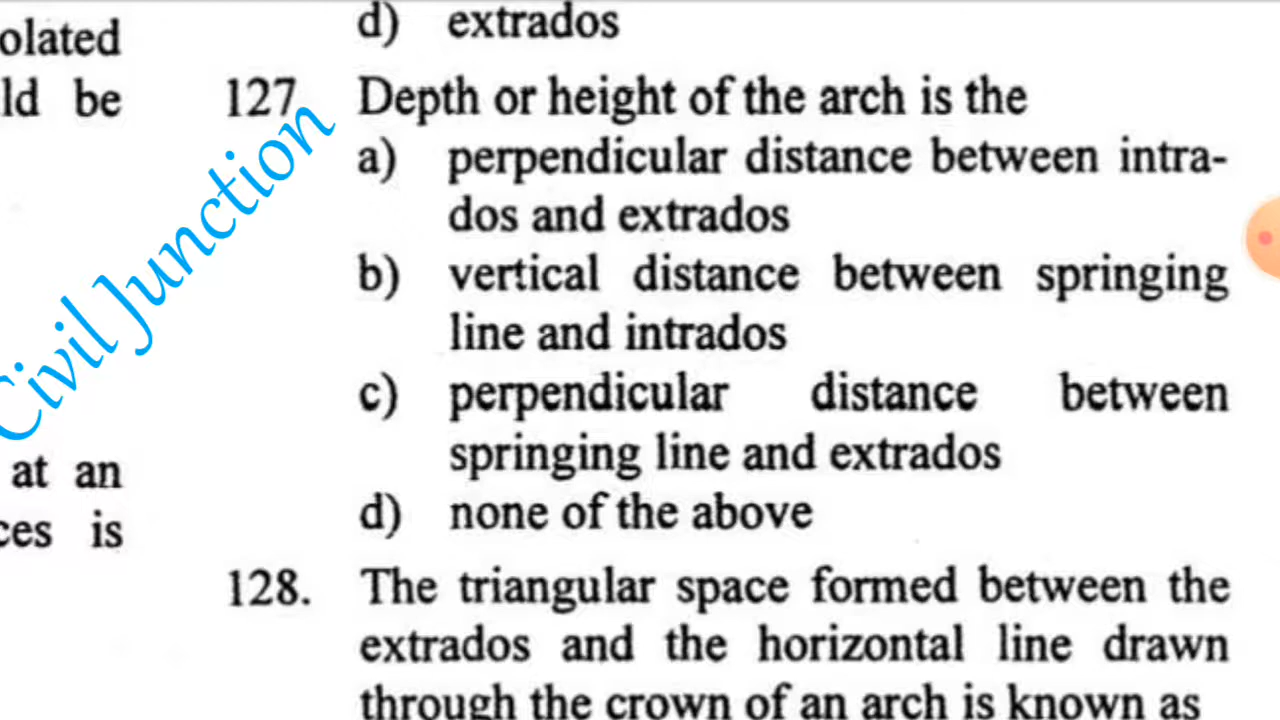 olated
ld be
at an
ces is
d) extrados
127. Depth or height of the arch is the
a) perpendicular distance between intra-
dos and extrados
b) vertical distance between springing
line and intrados
c) perpendicular distance between
springing line and extrados
d) none of the above
128. The triangular space formed between the
extrados and the horizontal line drawn
through the crown of an arch is known as
Civil Junction